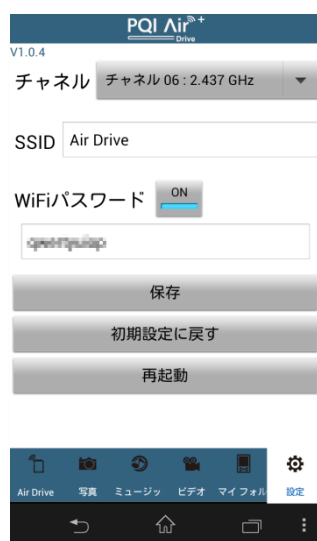 PQI Air+
Drive
V1.0.4
チャネル チャネル 06 : 2.437 GHz
SSID Air Drive
WiFiパスワード ON
保存
初期設定に戻す
再起動
Air Drive 写真 ミュージッ ビデオ マイ フォル 設定